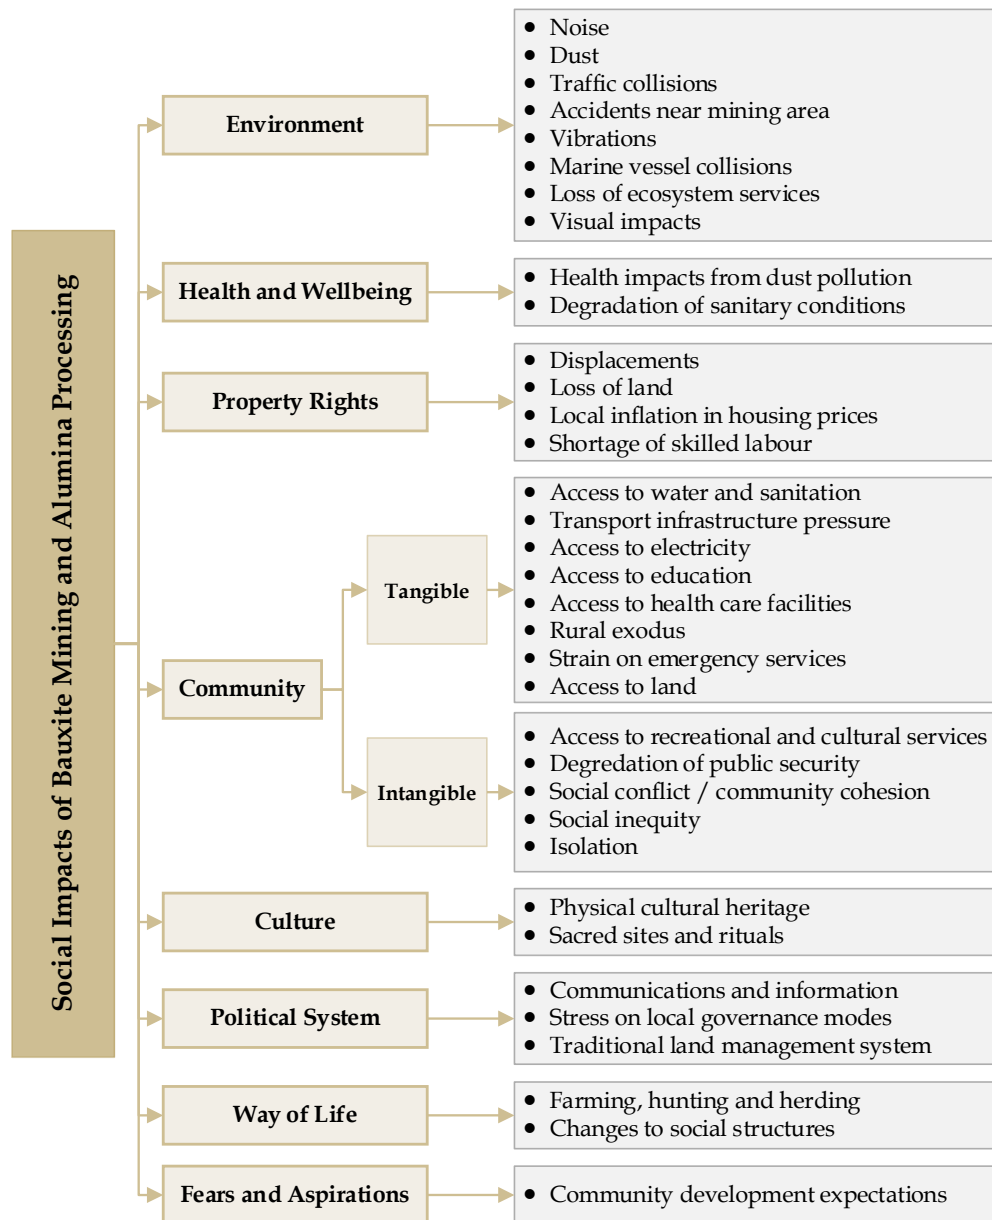 Social Impacts of Bauxite Mining and Alumina Processing
Environment
• Noise
• Dust
• Traffic collisions
• Accidents near mining area
• Vibrations
• Marine vessel collisions
• Loss of ecosystem services
• Visual impacts
Health and Wellbeing
• Health impacts from dust pollution
• Degradation of sanitary conditions
Property Rights
• Displacements
• Loss of land
• Local inflation in housing prices
• Shortage of skilled labour
Community
Tangible
• Access to water and sanitation
• Transport infrastructure pressure
• Access to electricity
• Access to education
• Access to health care facilities
• Rural exodus
• Strain on emergency services
• Access to land
Intangible
• Access to recreational and cultural services
• Degredation of public security
• Social conflict / community cohesion
• Social inequity
• Isolation
Culture
• Physical cultural heritage
• Sacred sites and rituals
Political System
• Communications and information
• Stress on local governance modes
• Traditional land management system
Way of Life
• Farming, hunting and herding
• Changes to social structures
Fears and Aspirations
• Community development expectations